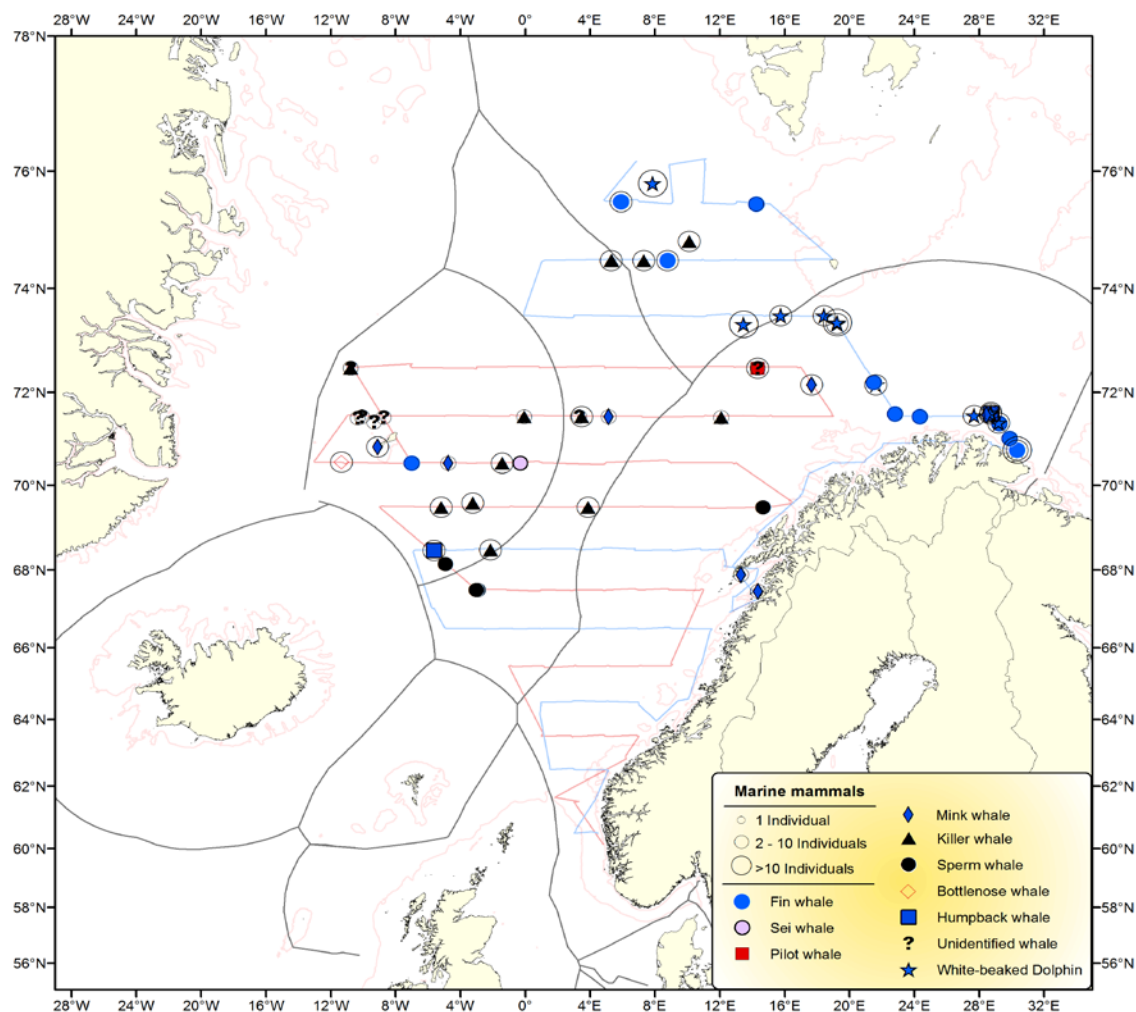 28°W 24°W 20°W 16°W 12°W 8°W 4°W 0° 4°E 8°E 12°E 16°E 20°E 24°E 28°E 32°E
78°N
76°N 76°N
74°N 74°N
72°N 72°N
? ? ? ? ? ?
70°N 70°N
68°N 68°N
66°N 66°N
64°N 64°N
62°N 62°N
60°N 60°N
58°N 58°N
56°N 56°N
Marine mammals
1 Individual
2 - 10 Individuals
>10 Individuals
Fin whale
Sei whale
Pilot whale
Mink whale
Killer whale
Sperm whale
Bottlenose whale
Humpback whale
? Unidentified whale
White-beaked Dolphin
28°W 24°W 20°W 16°W 12°W 8°W 4°W 0° 4°E 8°E 12°E 16°E 20°E 24°E 28°E 32°E